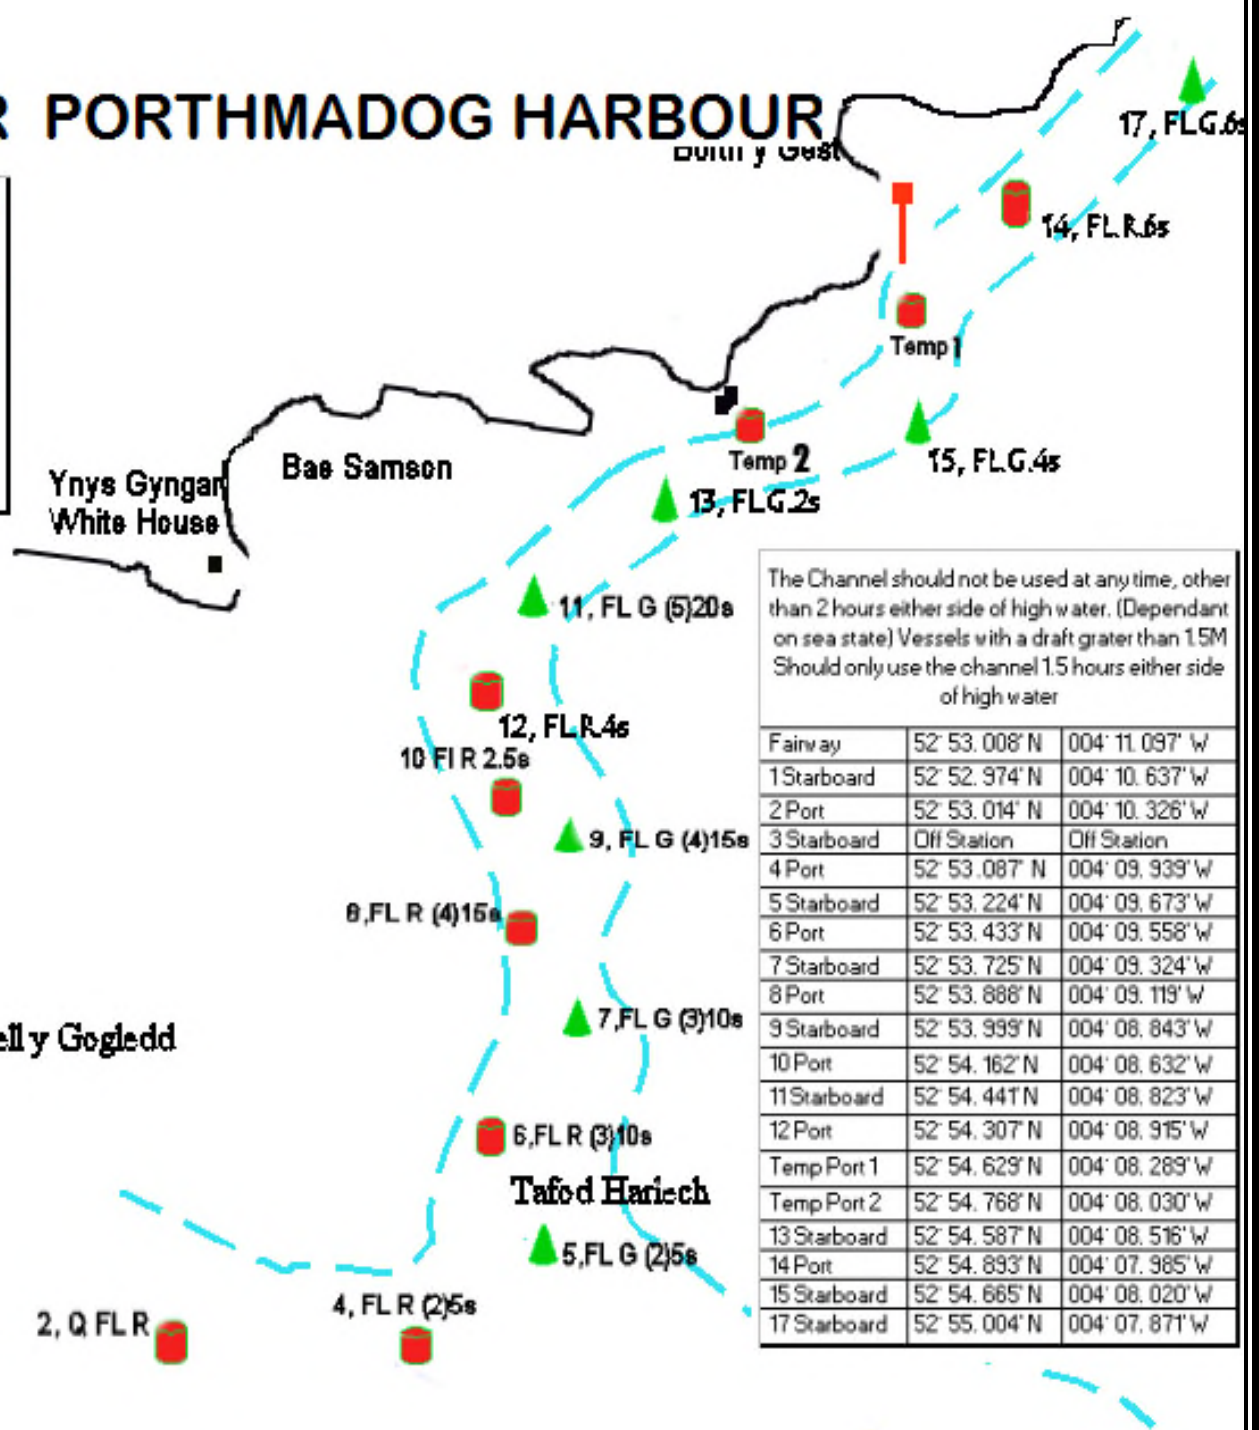 R PORTHMADOG HARBOUR
17, FL.G.6s
14, FL.R.6s
Temp 1
Temp 2
15, FL.G.4s
13, FLG.2s
Bae Samson
Ynys Gyngar
White House
11, FL G (5)20s
12, FL.R.4s
10 Fl R 2.5s
9, FL G (4)15s
8,FL R (4)15s
7,FL G (3)10s
y Gogledd
6,FL R (3)10s
Tafod Harlech
5,FL G (2)5s
4, FL R (2)5s
2, Q FL R
The Channel should not be used at any time, other
than 2 hours either side of high water. (Dependant
on sea state) Vessels with a draft grater than 1.5M
Should only use the channel 1.5 hours either side
of high water
Fairway 52' 53.008' N 004' 11.097' W
1 Starboard 52' 52.974' N 004' 10.637' W
2 Port 52' 53.014' N 004' 10.326' W
3 Starboard Off Station Off Station
4 Port 52' 53.087' N 004' 09.939' W
5 Starboard 52' 53.224' N 004' 09.673' W
6 Port 52' 53.433' N 004' 09.558' W
7 Starboard 52' 53.725' N 004' 09.324' W
8 Port 52' 53.888' N 004' 09.119' W
9 Starboard 52' 53.999' N 004' 08.843' W
10 Port 52' 54.162' N 004' 08.632' W
11 Starboard 52' 54.441' N 004' 08.823' W
12 Port 52' 54.307' N 004' 08.915' W
Temp Port 1 52' 54.629' N 004' 08.289' W
Temp Port 2 52' 54.768' N 004' 08.030' W
13 Starboard 52' 54.587' N 004' 08.516' W
14 Port 52' 54.893' N 004' 07.985' W
15 Starboard 52' 54.665' N 004' 08.020' W
17 Starboard 52' 55.004' N 004' 07.871' W